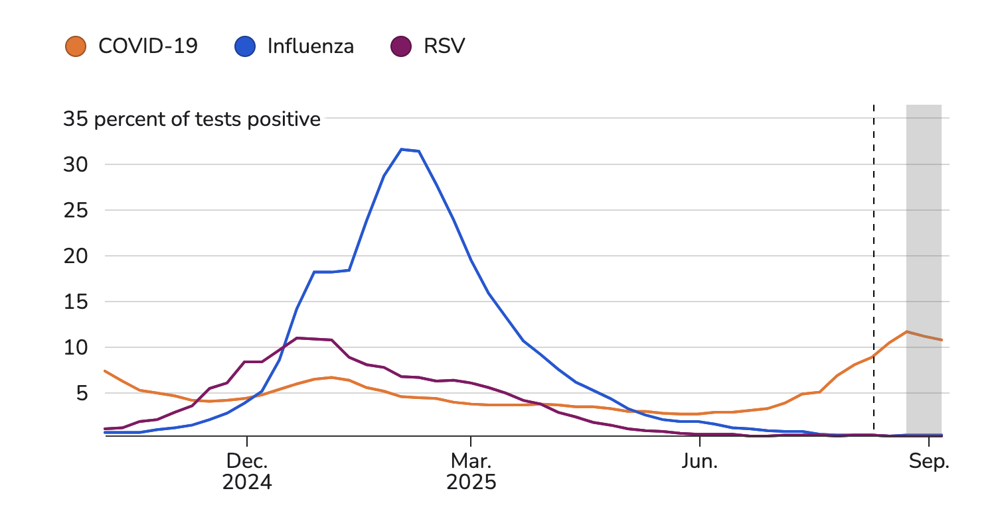 COVID-19 Influenza RSV
35 percent of tests positive
30
25
20
15
10
5
Dec. Mar. Jun. Sep.
2024 2025